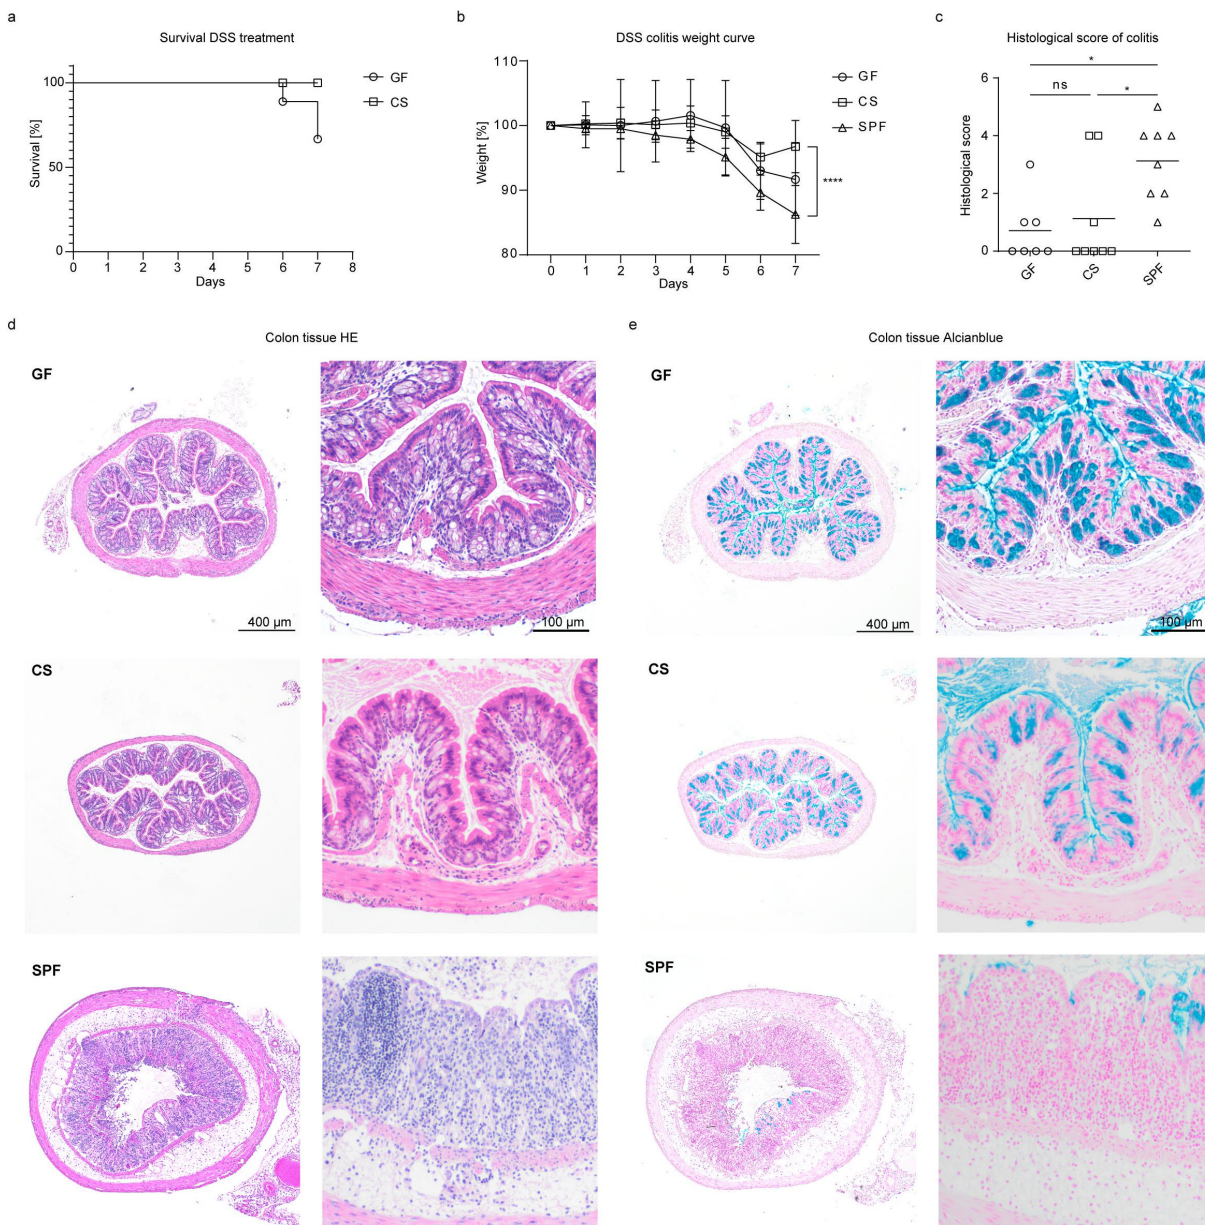 a
Survival DSS treatment
100
50
0
Survival [%]
0 1 2 3 4 5 6 7 8
Days
GF
CS
b
DSS colitis weight curve
110
100
90
80
Weight [%]
0 1 2 3 4 5 6 7
Days
GF
CS
SPF
****
c
Histological score of colitis
6
4
2
0
Histological score
*
ns
*
GF CS SPF
d
Colon tissue HE
GF
400 µm
100 µm
CS
SPF
e
Colon tissue Alcianblue
GF
400 µm
100 µm
CS
SPF